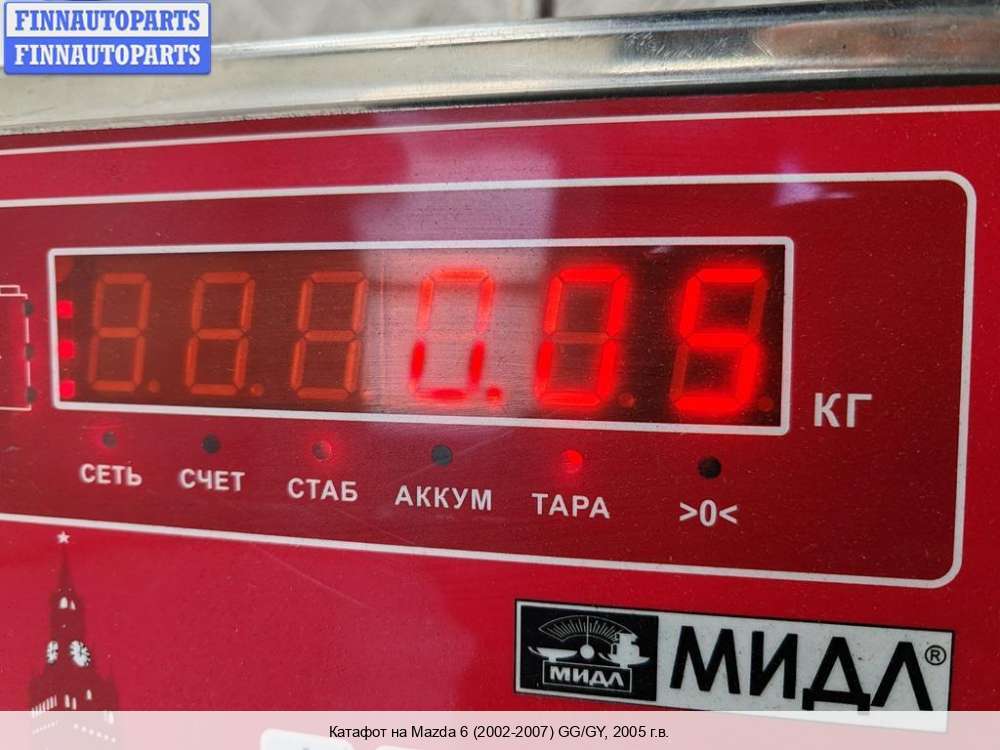 FINNAUTOPARTS
FINNAUTOPARTS
0.05
КГ
СЕТЬ СЧЕТ СТАБ АККУМ ТАРА >0<
МИДЛ
МИДЛ®
Катафот на Mazda 6 (2002-2007) GG/GY, 2005 г.в.